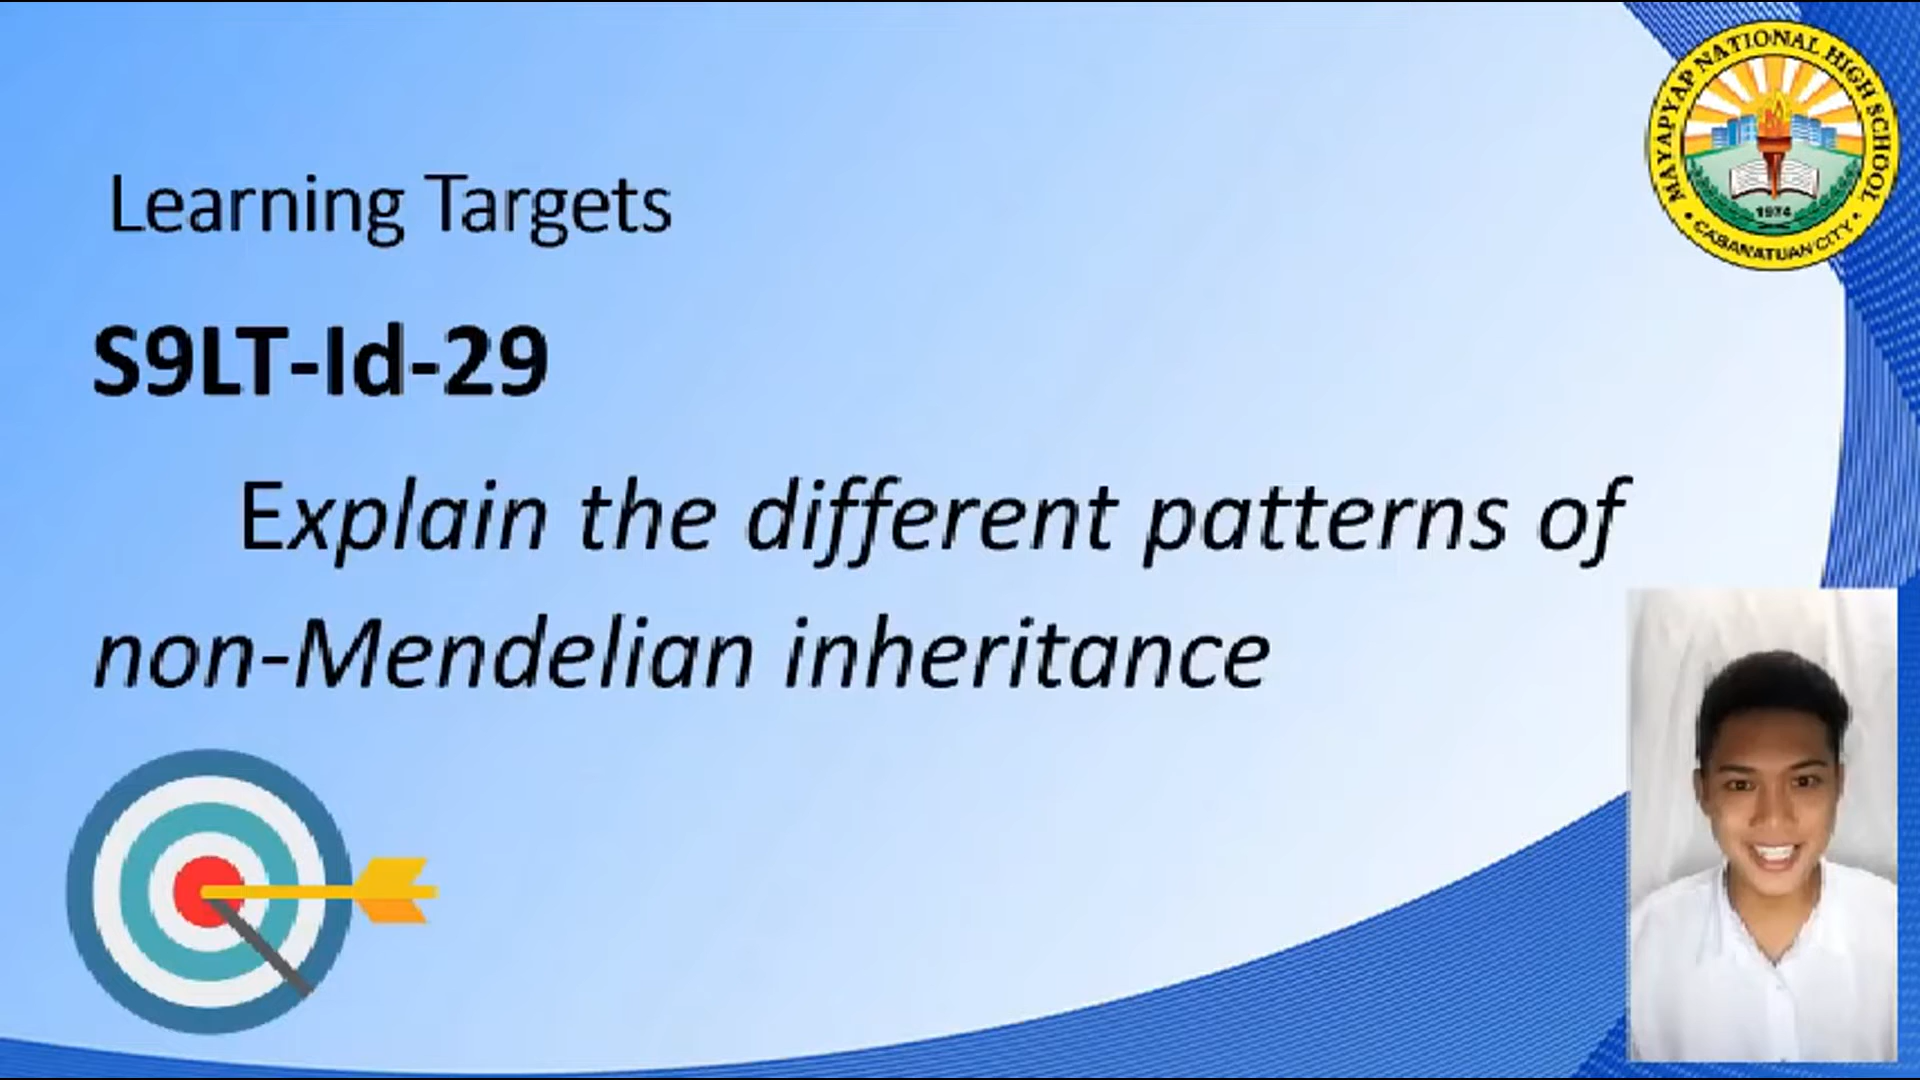 MAYAPYAP NATIONAL HIGH SCHOOL
1974
• CABANATUAN CITY •
Learning Targets
S9LT-Id-29
Explain the different patterns of
non-Mendelian inheritance